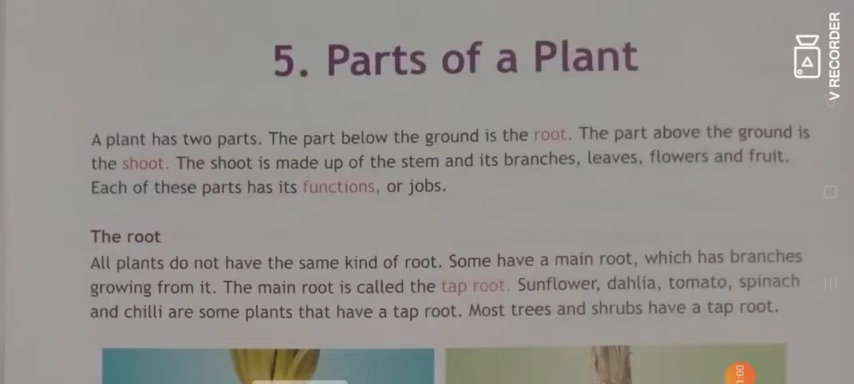 5. Parts of a Plant
A plant has two parts. The part below the ground is the root. The part above the ground is
the shoot. The shoot is made up of the stem and its branches, leaves, flowers and fruit.
Each of these parts has its functions, or jobs.
The root
All plants do not have the same kind of root. Some have a main root, which has branches
growing from it. The main root is called the tap root. Sunflower, dahlia, tomato, spinach
and chilli are some plants that have a tap root. Most trees and shrubs have a tap root.
V RECORDER